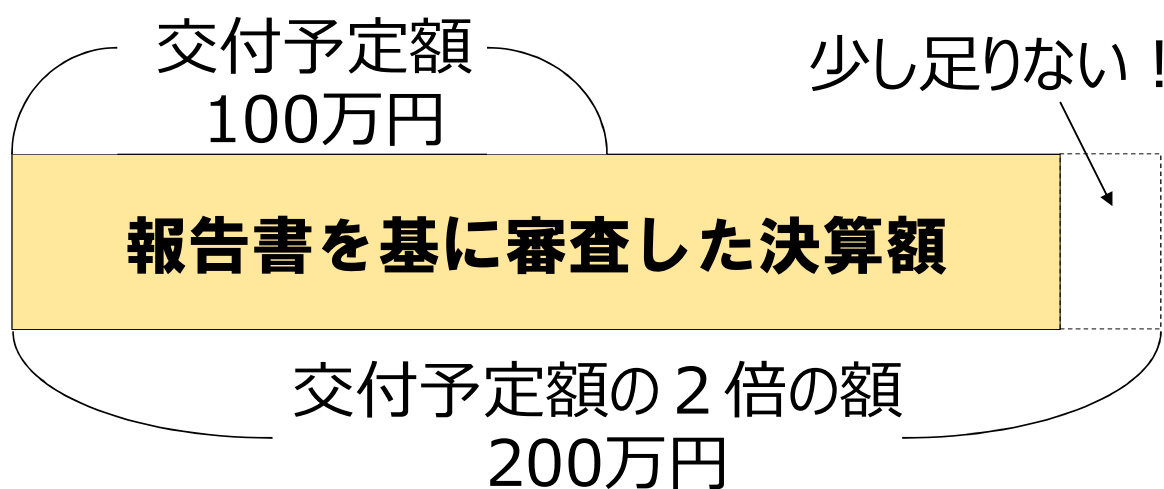 交付予定額
100万円
少し足りない！
報告書を基に審査した決算額
交付予定額の２倍の額
200万円